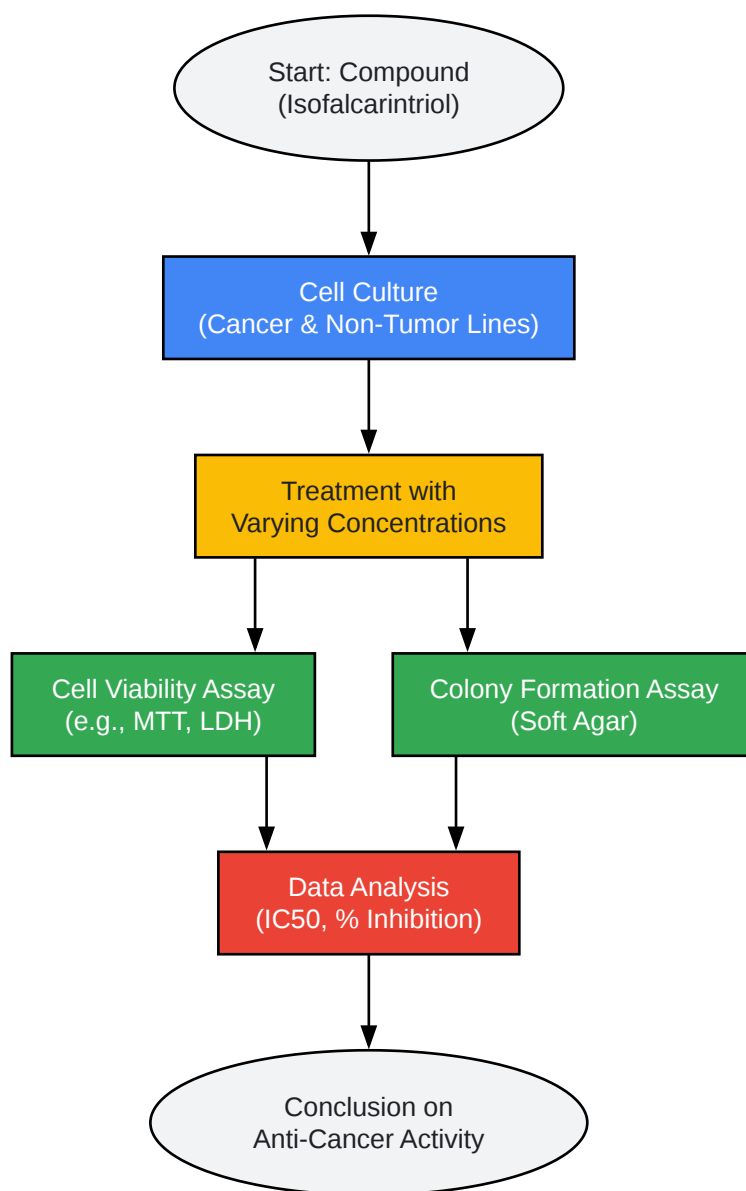 Start: Compound
(Isofalcarintriol)
Cell Culture
(Cancer & Non-Tumor Lines)
Treatment with
Varying Concentrations
Cell Viability Assay
(e.g., MTT, LDH)
Colony Formation Assay
(Soft Agar)
Data Analysis
(IC50, % Inhibition)
Conclusion on
Anti-Cancer Activity